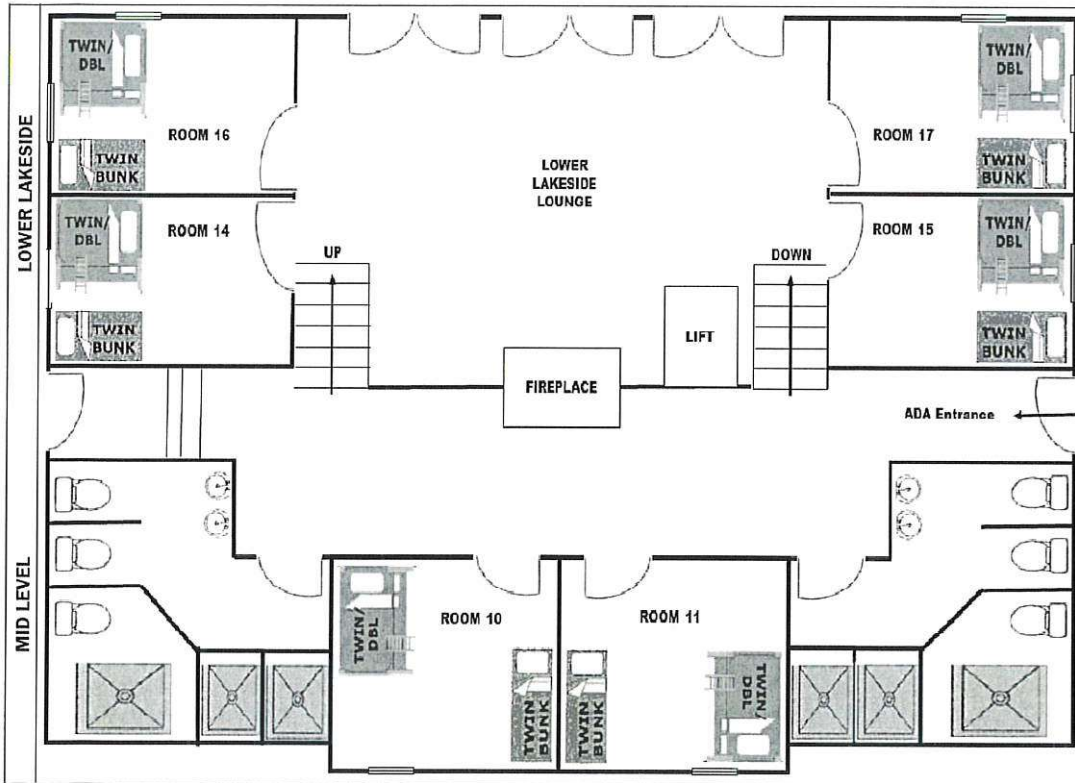 LOWER LAKESIDE
TWIN/
DBL
ROOM 16
TWIN
BUNK
TWIN/
DBL
ROOM 14
TWIN
BUNK
UP
LOWER
LAKESIDE
LOUNGE
DOWN
LIFT
FIREPLACE
TWIN/
DBL
ROOM 17
TWIN
BUNK
TWIN/
DBL
ROOM 15
TWIN
BUNK
ADA Entrance
MID LEVEL
TWIN/
DBL
ROOM 10
TWIN
BUNK
TWIN
BUNK
ROOM 11
TWIN/
DBL